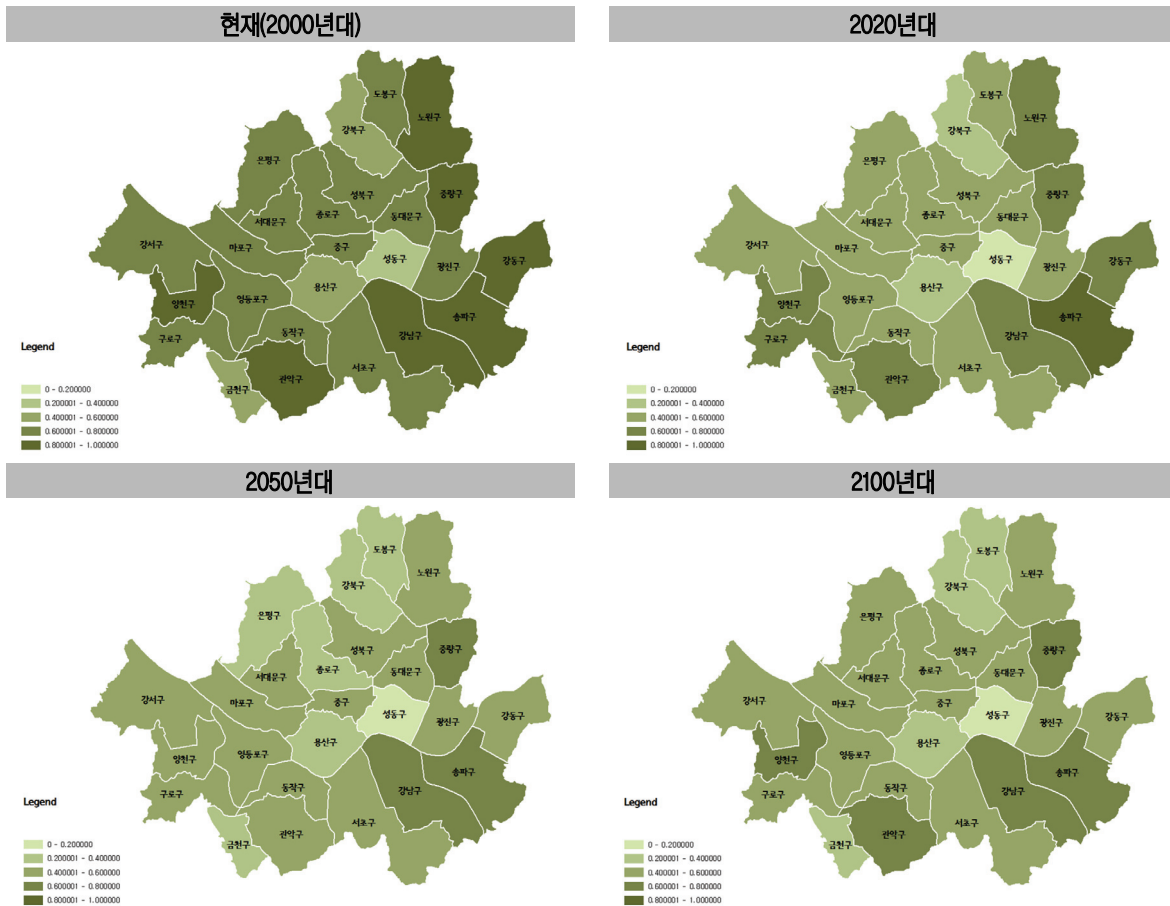 현재(2000년대)
도봉구
노원구
강북구
은평구
성북구
중랑구
서대문구
종로구
동대문구
강서구
마포구
중구
성동구
광진구
강동구
양천구
영등포구
용산구
송파구
구로구
동작구
강남구
서초구
금천구
관악구
Legend
0 - 0.200000
0.200001 - 0.400000
0.400001 - 0.600000
0.600001 - 0.800000
0.800001 - 1.000000
2020년대
도봉구
노원구
강북구
은평구
성북구
중랑구
서대문구
종로구
동대문구
강서구
마포구
중구
성동구
광진구
강동구
양천구
영등포구
용산구
송파구
구로구
동작구
강남구
서초구
금천구
관악구
Legend
0 - 0.200000
0.200001 - 0.400000
0.400001 - 0.600000
0.600001 - 0.800000
0.800001 - 1.000000
2050년대
도봉구
노원구
강북구
은평구
성북구
중랑구
서대문구
종로구
동대문구
강서구
마포구
중구
성동구
광진구
강동구
양천구
영등포구
용산구
송파구
구로구
동작구
강남구
서초구
금천구
관악구
Legend
0 - 0.200000
0.200001 - 0.400000
0.400001 - 0.600000
0.600001 - 0.800000
0.800001 - 1.000000
2100년대
도봉구
노원구
강북구
은평구
성북구
중랑구
서대문구
종로구
동대문구
강서구
마포구
중구
성동구
광진구
강동구
양천구
영등포구
용산구
송파구
구로구
동작구
강남구
서초구
금천구
관악구
Legend
0 - 0.200000
0.200001 - 0.400000
0.400001 - 0.600000
0.600001 - 0.800000
0.800001 - 1.000000